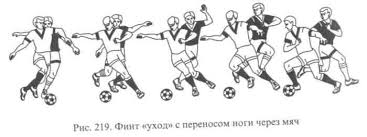 Рис. 219. Финт «уход» с переносом ноги через мяч